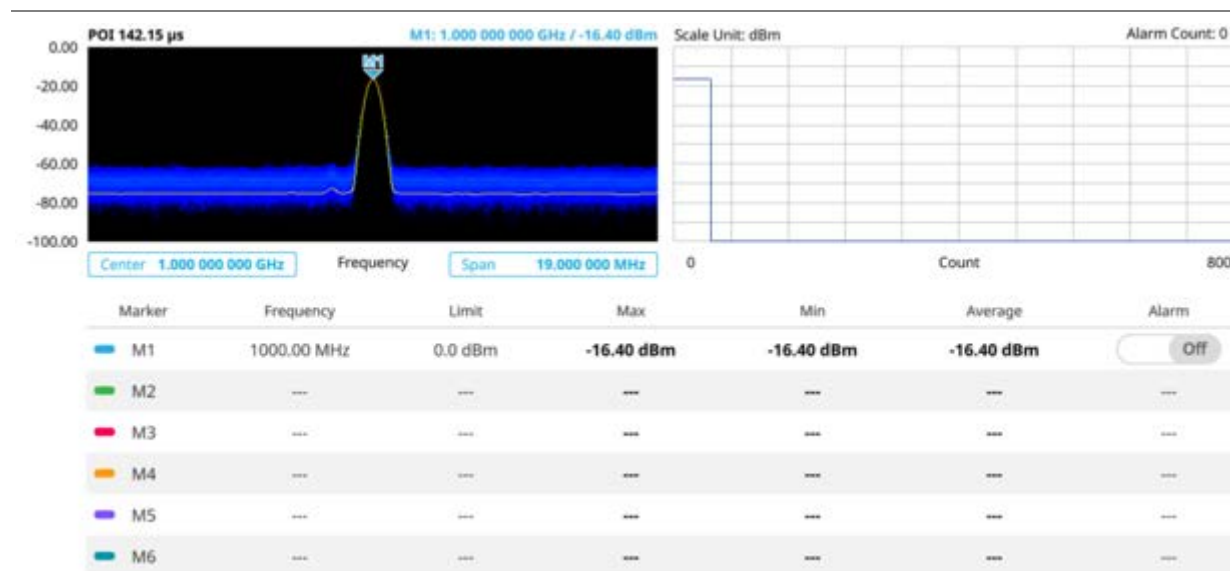 POI 142.15 µs M1: 1.000 000 000 GHz / -16.40 dBm Scale Unit: dBm Alarm Count: 0
0.00
M1
-20.00
-40.00
-60.00
-80.00
-100.00
Center 1.000 000 000 GHz Frequency Span 19.000 000 MHz 0 Count 800
Marker Frequency Limit Max Min Average Alarm
M1 1000.00 MHz 0.0 dBm -16.40 dBm -16.40 dBm -16.40 dBm Off
M2 --- --- --- --- --- ---
M3 --- --- --- --- --- ---
M4 --- --- --- --- --- ---
M5 --- --- --- --- --- ---
M6 --- --- --- --- --- ---